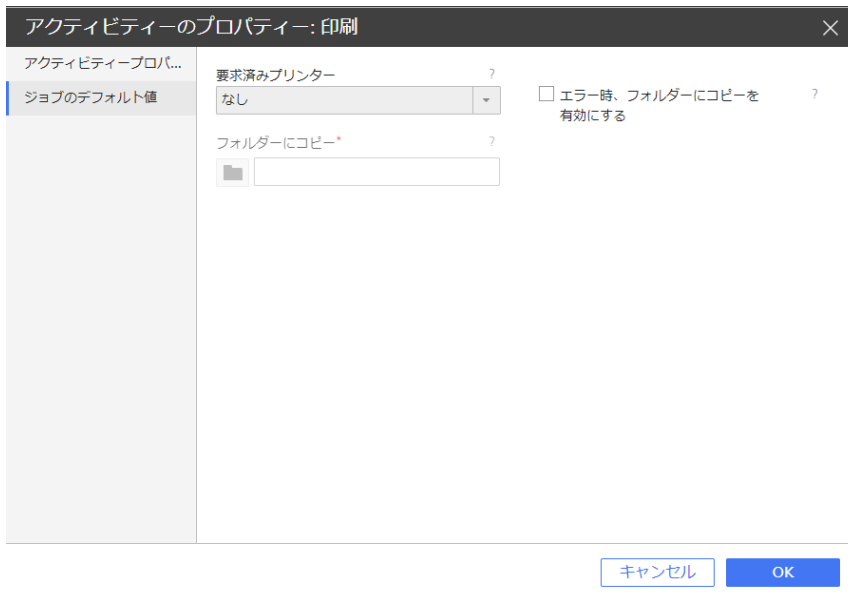 アクティビティーのプロパティー: 印刷
アクティビティープロパ...
ジョブのデフォルト値
要求済みプリンター ?
なし
エラー時、フォルダーにコピーを ?
有効にする
フォルダーにコピー* ?
キャンセル
OK